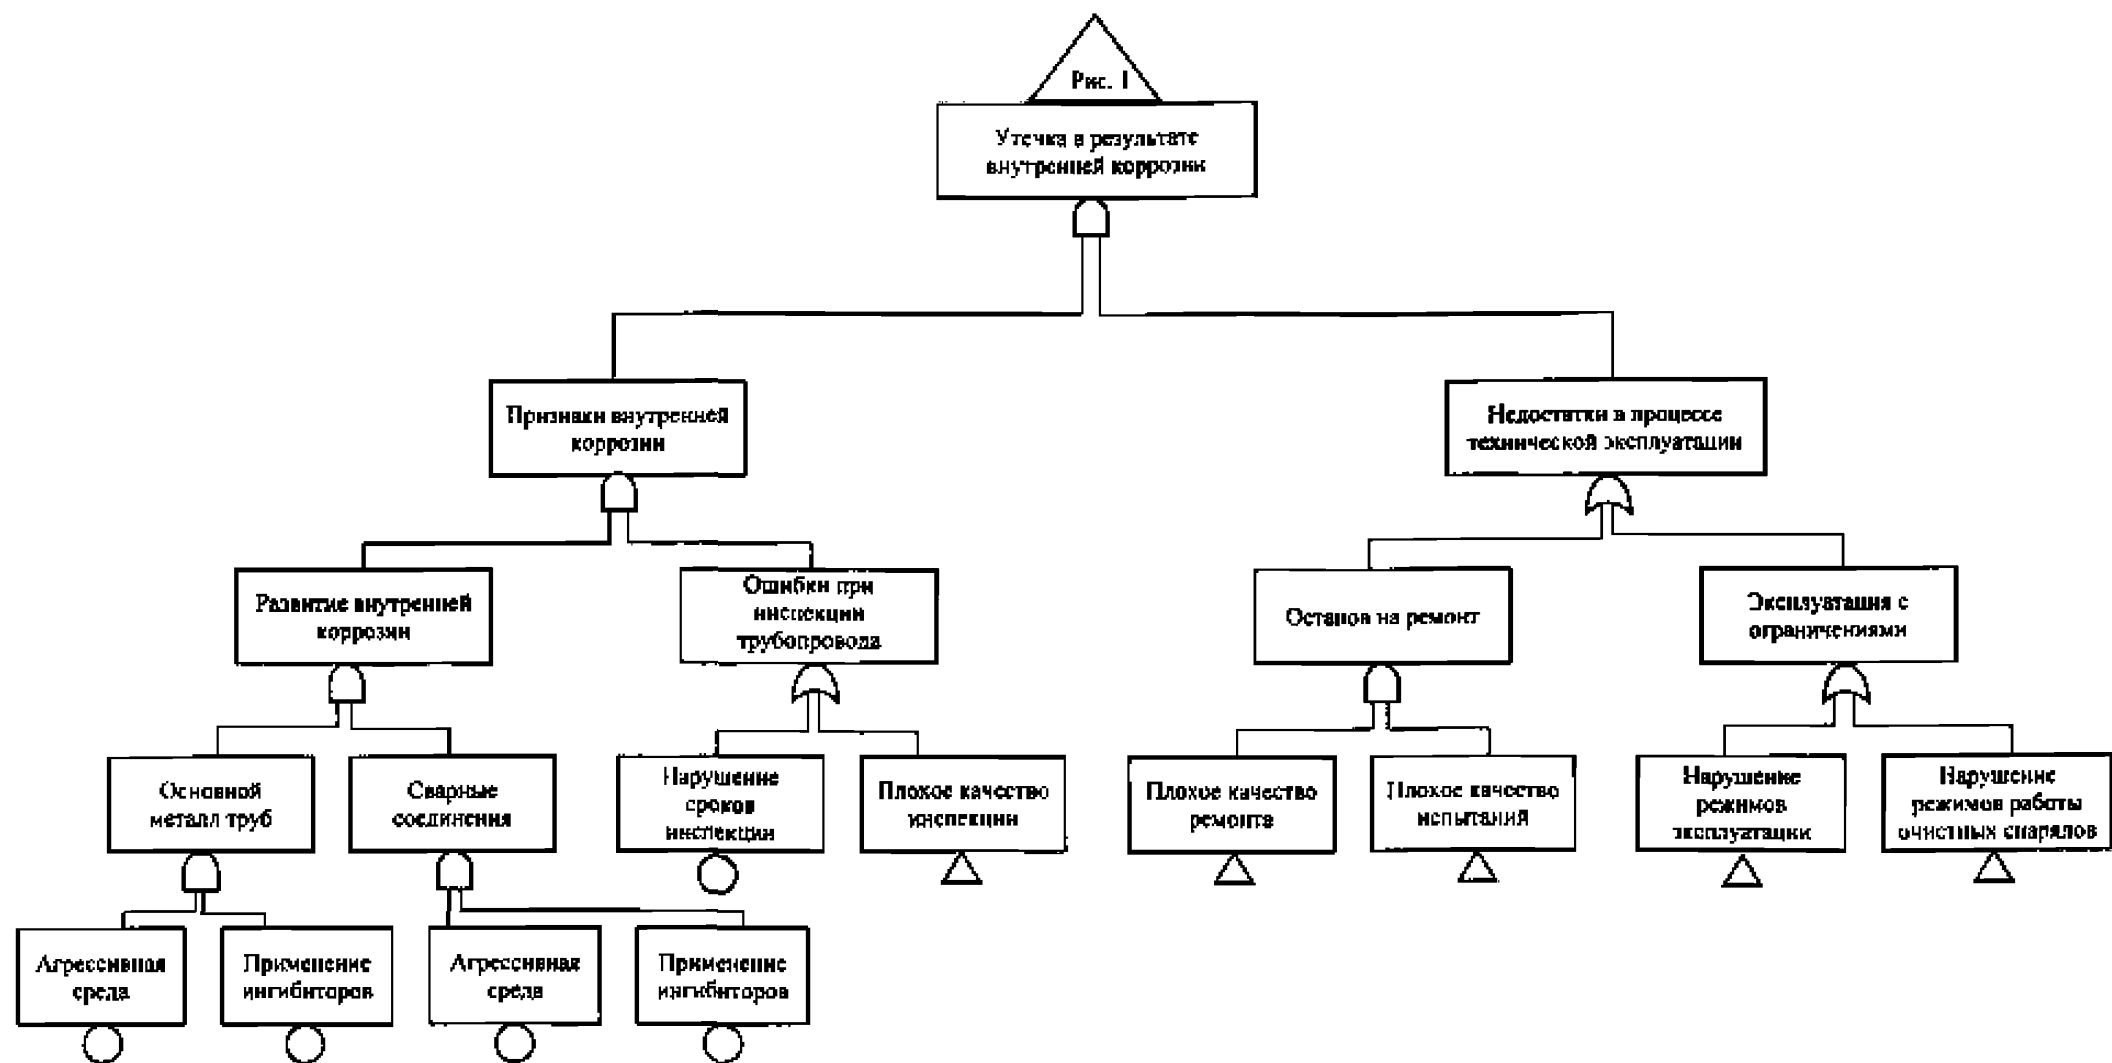 Рис. 1
Утечка в результате
внутренней коррозии
Признаки внутренней
коррозии
Недостатки в процессе
технической эксплуатации
Развитие внутренней
коррозии
Ошибки при
инспекции
трубопровода
Останов на ремонт
Эксплуатация с
ограничениями
Основной
металл труб
Сварные
соединения
Нарушение
сроков
инспекции
Плохое качество
инспекции
Плохое качество
ремонта
Плохое качество
испытаний
Нарушение
режимов
эксплуатации
Нарушение
режимов работы
очистных снарядов
Агрессивная
среда
Применение
ингибиторов
Агрессивная
среда
Применение
ингибиторов